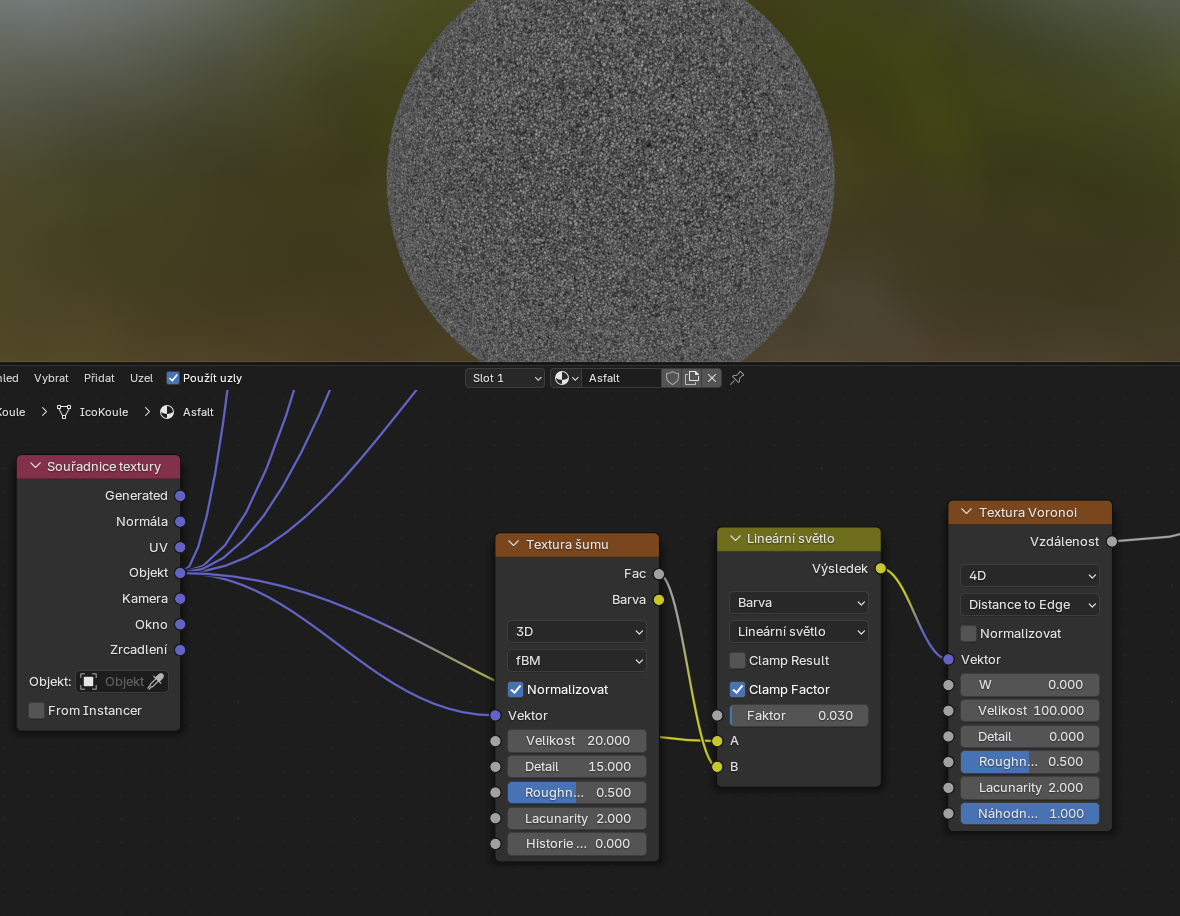 hled Vybrat Přidat Uzel Použít uzly Slot 1 Asfalt
Koule IcoKoule Asfalt
Souřadnice textury
Generated
Normála
UV
Objekt
Kamera
Okno
Zrcadlení
Objekt: Objekt
From Instancer
Textura šumu
Fac
Barva
3D
fBM
Normalizovat
Vektor
Velikost 20.000
Detail 15.000
Roughn... 0.500
Lacunarity 2.000
Historie ... 0.000
Lineární světlo
Výsledek
Barva
Lineární světlo
Clamp Result
Clamp Factor
Faktor 0.030
A
B
Textura Voronoi
Vzdálenost
4D
Distance to Edge
Normalizovat
Vektor
W 0.000
Velikost 100.000
Detail 0.000
Roughn... 0.500
Lacunarity 2.000
Náhodn... 1.000